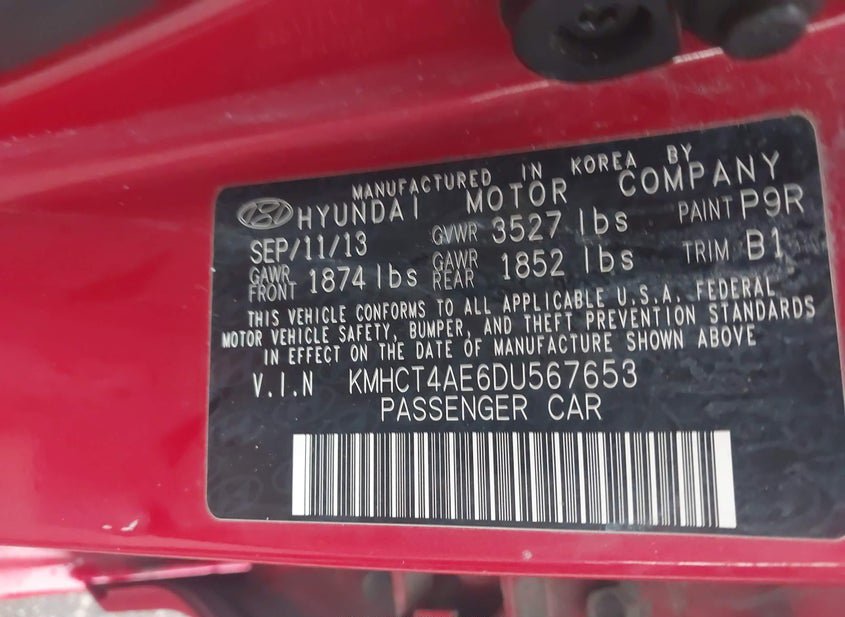 MANUFACTURED IN KOREA BY
HYUNDAI MOTOR COMPANY
SEP/11/13 GVWR 3527 lbs PAINT P9R
GAWR FRONT 1874 lbs GAWR REAR 1852 lbs TRIM B1
THIS VEHICLE CONFORMS TO ALL APPLICABLE U.S.A. FEDERAL
MOTOR VEHICLE SAFETY, BUMPER, AND THEFT PREVENTION STANDARDS
IN EFFECT ON THE DATE OF MANUFACTURE SHOWN ABOVE
V.I.N KMHCT4AE6DU567653
PASSENGER CAR